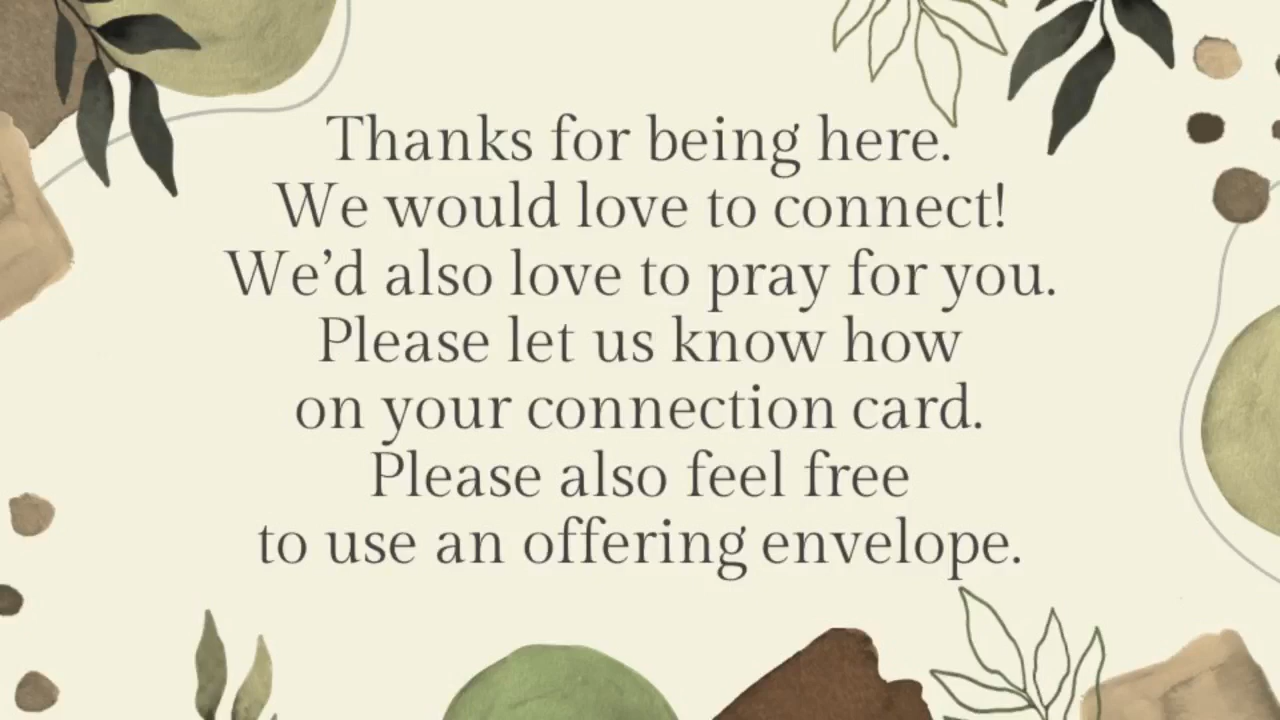 Thanks for being here.
We would love to connect!
We’d also love to pray for you.
Please let us know how
on your connection card.
Please also feel free
to use an offering envelope.